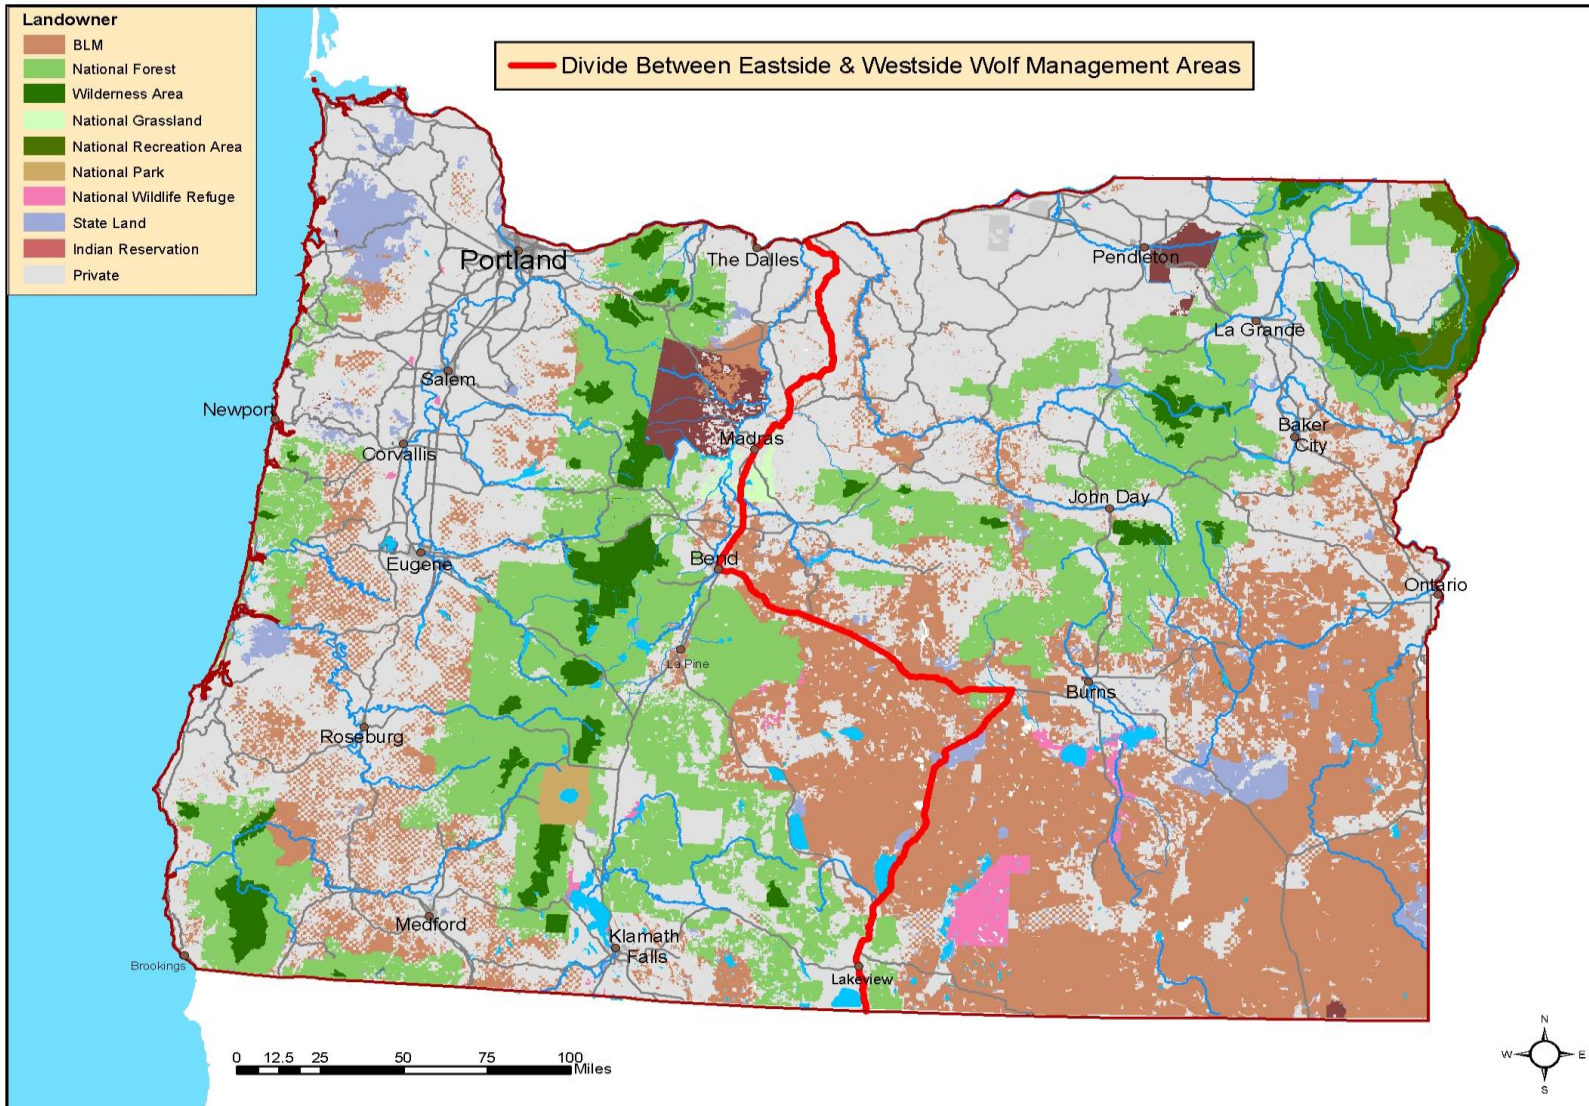 Landowner
BLM
National Forest
Wilderness Area
National Grassland
National Recreation Area
National Park
National Wildlife Refuge
State Land
Indian Reservation
Private
Divide Between Eastside & Westside Wolf Management Areas
Portland
The Dalles
Pendleton
La Grande
Salem
Newport
Baker
City
Madras
Corvallis
John Day
Bend
Eugene
Ontario
La Pine
Burns
Roseburg
Medford
Klamath
Falls
Brookings
Lakeview
0 12.5 25 50 75 100
Miles
N
W E
S